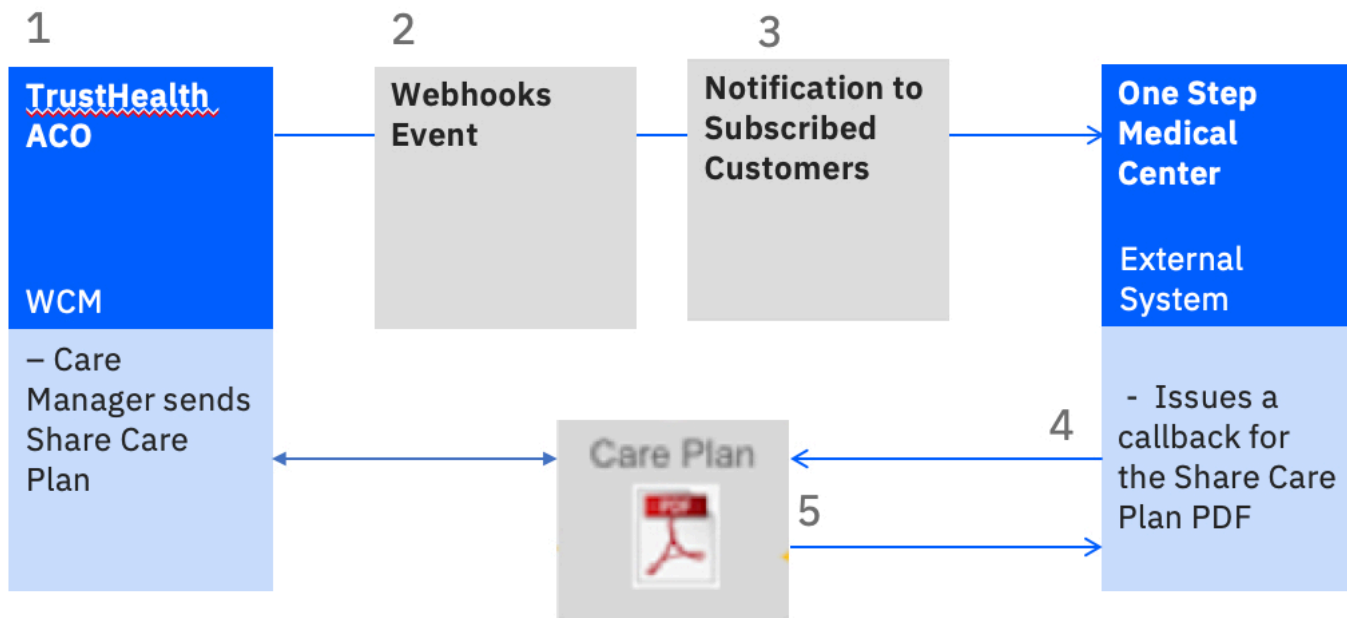 1
2
3
TrustHealth
ACO
WCM
– Care
Manager sends
Share Care
Plan
Webhooks
Event
Notification to
Subscribed
Customers
One Step
Medical
Center
External
System
- Issues a
callback for
the Share Care
Plan PDF
4
5
Care Plan
PDF